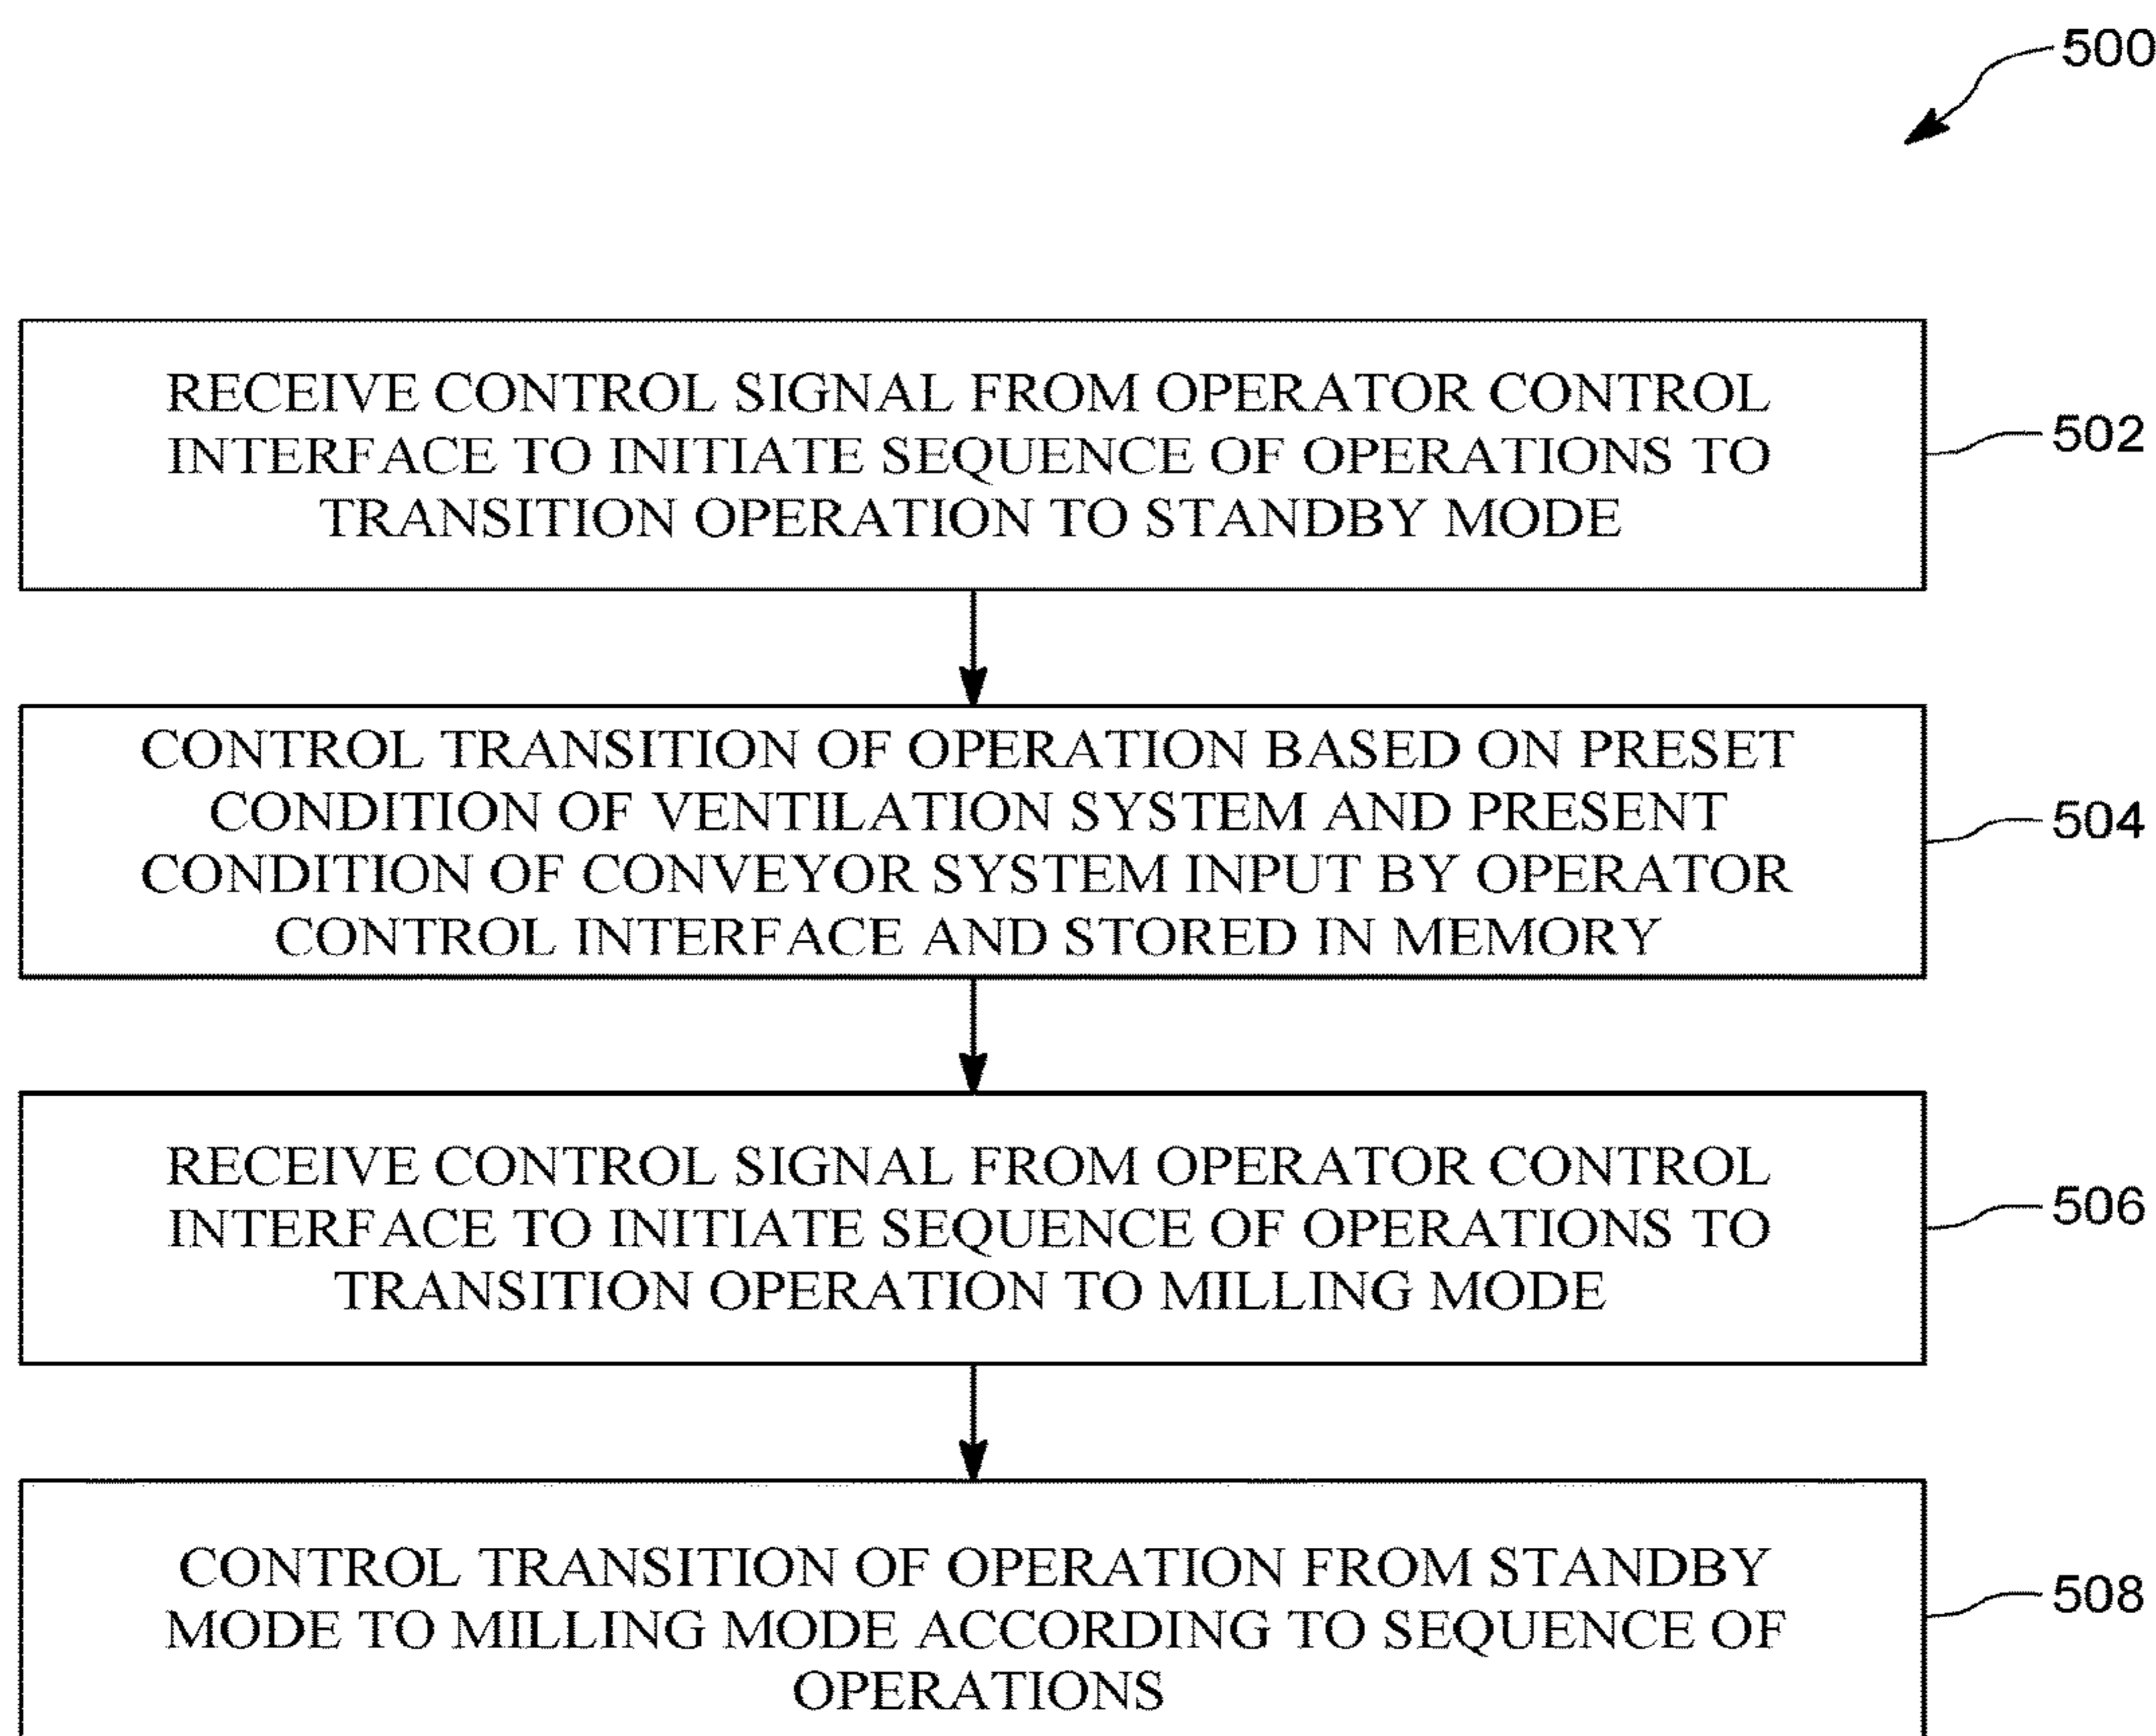 500
RECEIVE CONTROL SIGNAL FROM OPERATOR CONTROL
INTERFACE TO INITIATE SEQUENCE OF OPERATIONS TO
TRANSITION OPERATION TO STANDBY MODE
502
CONTROL TRANSITION OF OPERATION BASED ON PRESET
CONDITION OF VENTILATION SYSTEM AND PRESENT
CONDITION OF CONVEYOR SYSTEM INPUT BY OPERATOR
CONTROL INTERFACE AND STORED IN MEMORY
504
RECEIVE CONTROL SIGNAL FROM OPERATOR CONTROL
INTERFACE TO INITIATE SEQUENCE OF OPERATIONS TO
TRANSITION OPERATION TO MILLING MODE
506
CONTROL TRANSITION OF OPERATION FROM STANDBY
MODE TO MILLING MODE ACCORDING TO SEQUENCE OF
OPERATIONS
508